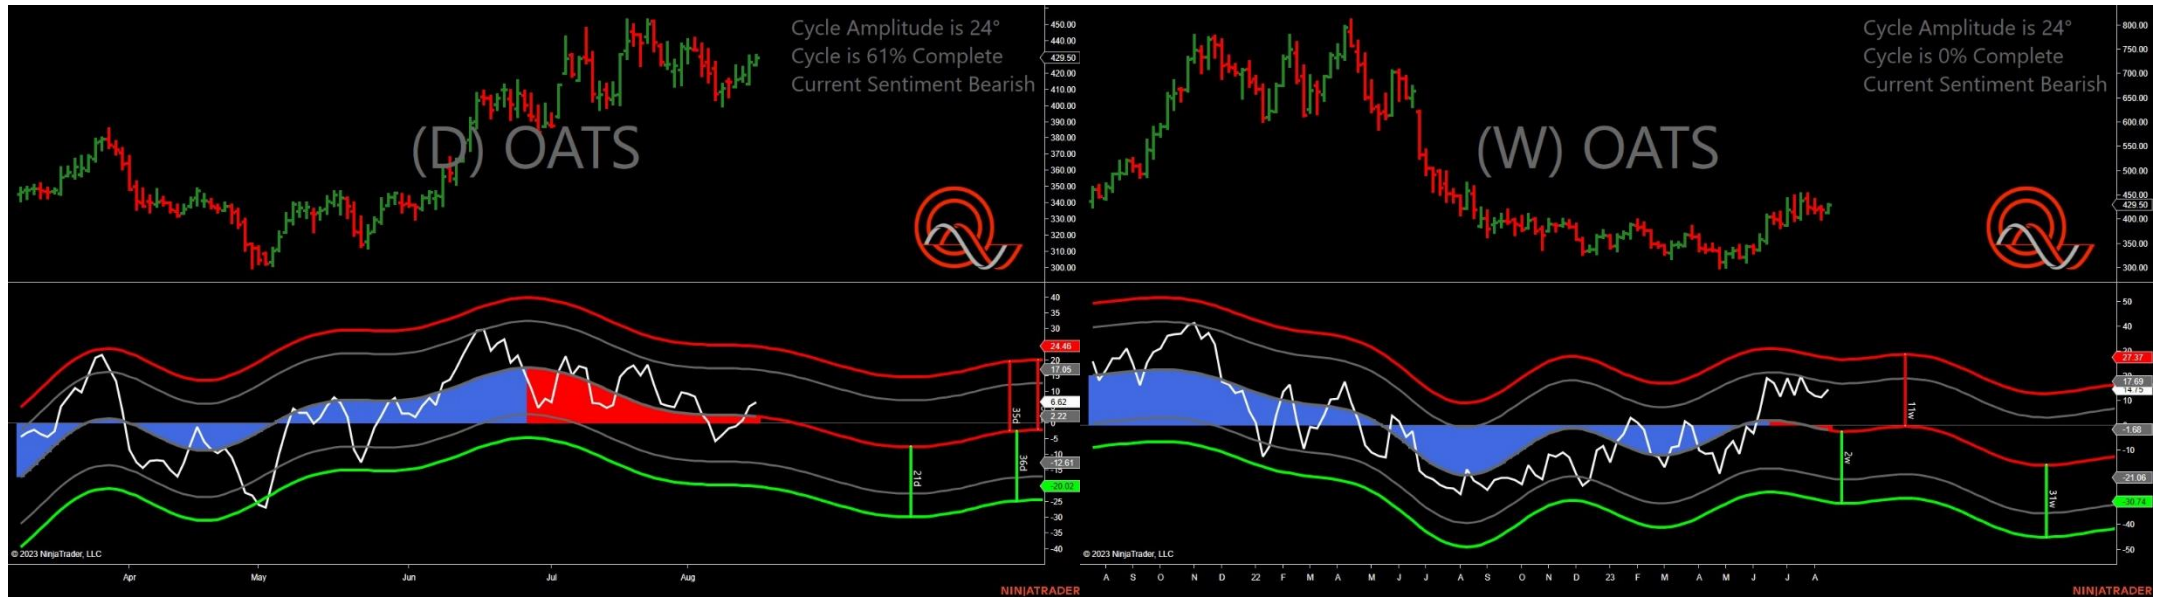 Cycle Amplitude is 24°
Cycle is 61% Complete
Current Sentiment Bearish
(D) OATS
450.00
440.00
429.50
420.00
410.00
400.00
390.00
380.00
370.00
360.00
350.00
340.00
330.00
320.00
310.00
300.00
40
35
30
24.46
20
17.05
15
6.62
2.22
0
-5
-12.61
-15
-20.02
-25
-30
-35
-40
35d
36d
21d
© 2023 NinjaTrader, LLC
Apr
May
Jun
Jul
Aug
NINJATRADER
Cycle Amplitude is 24°
Cycle is 0% Complete
Current Sentiment Bearish
(W) OATS
800.00
750.00
700.00
650.00
600.00
550.00
500.00
450.00
429.50
400.00
350.00
300.00
50
40
27.37
17.69
14.75
10
-1.68
-10
-21.06
-30.74
-40
-50
11w
2w
31w
© 2023 NinjaTrader, LLC
A
S
O
N
D
22
F
M
A
M
J
J
A
S
O
N
D
23
F
M
A
M
J
J
A
NINJATRADER